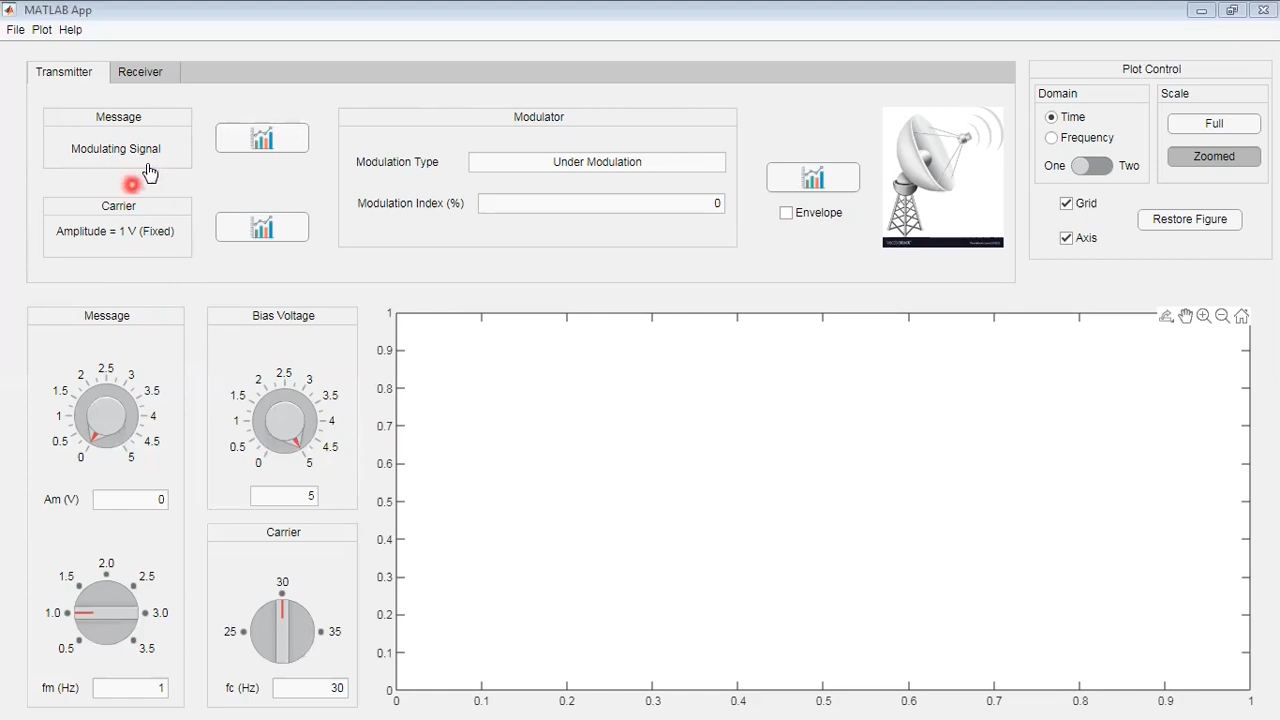 MATLAB App
File Plot Help
Transmitter Receiver
Message
Modulating Signal
Carrier
Amplitude = 1 V (Fixed)
Modulator
Modulation Type Under Modulation
Modulation Index (%) 0
Envelope
Plot Control
Domain
Time
Frequency
One Two
Scale
Full
Zoomed
Grid
Axis
Restore Figure
Message
0 0.5 1 1.5 2 2.5 3 3.5 4 4.5 5
Am (V) 0
0.5 1.0 1.5 2.0 2.5 3.0 3.5
fm (Hz) 1
Bias Voltage
0 0.5 1 1.5 2 2.5 3 3.5 4 4.5 5
5
Carrier
25 30 35
fc (Hz) 30
1
0.9
0.8
0.7
0.6
0.5
0.4
0.3
0.2
0.1
0
0 0.1 0.2 0.3 0.4 0.5 0.6 0.7 0.8 0.9 1